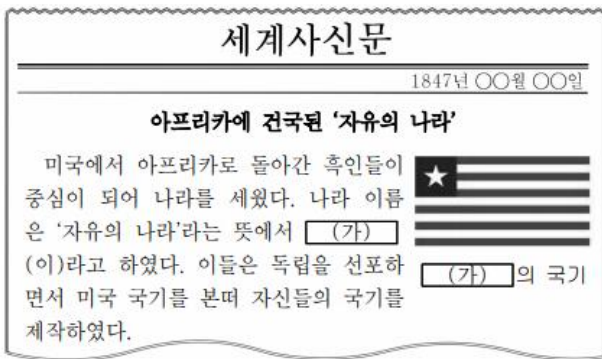 세계사신문
1847년 ○○월 ○○일
아프리카에 건국된 '자유의 나라'
미국에서 아프리카로 돌아간 흑인들이
중심이 되어 나라를 세웠다. 나라 이름
은 '자유의 나라'라는 뜻에서 (가)
(이)라고 하였다. 이들은 독립을 선포하
면서 미국 국기를 본떠 자신들의 국기를
제작하였다.
(가)의 국기